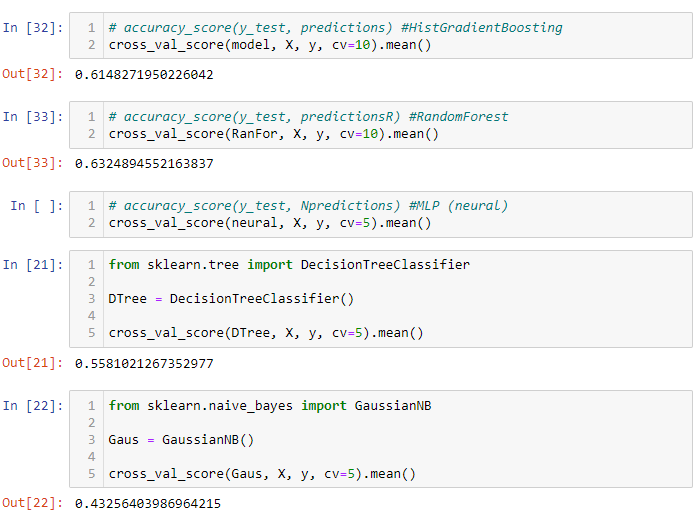 In [32]:
1 # accuracy_score(y_test, predictions) #HistGradientBoosting
2 cross_val_score(model, X, y, cv=10).mean()
Out[32]: 0.6148271950226042
In [33]:
1 # accuracy_score(y_test, predictionsR) #RandomForest
2 cross_val_score(RanFor, X, y, cv=10).mean()
Out[33]: 0.6324894552163837
In [ ]:
1 # accuracy_score(y_test, Npredictions) #MLP (neural)
2 cross_val_score(neural, X, y, cv=5).mean()
In [21]:
1 from sklearn.tree import DecisionTreeClassifier
2
3 DTree = DecisionTreeClassifier()
4
5 cross_val_score(DTree, X, y, cv=5).mean()
Out[21]: 0.5581021267352977
In [22]:
1 from sklearn.naive_bayes import GaussianNB
2
3 Gaus = GaussianNB()
4
5 cross_val_score(Gaus, X, y, cv=5).mean()
Out[22]: 0.43256403986964215